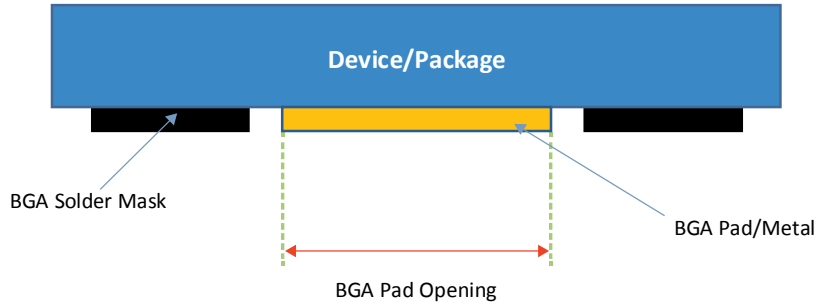 Device/Package
BGA Solder Mask
BGA Pad/Metal
BGA Pad Opening